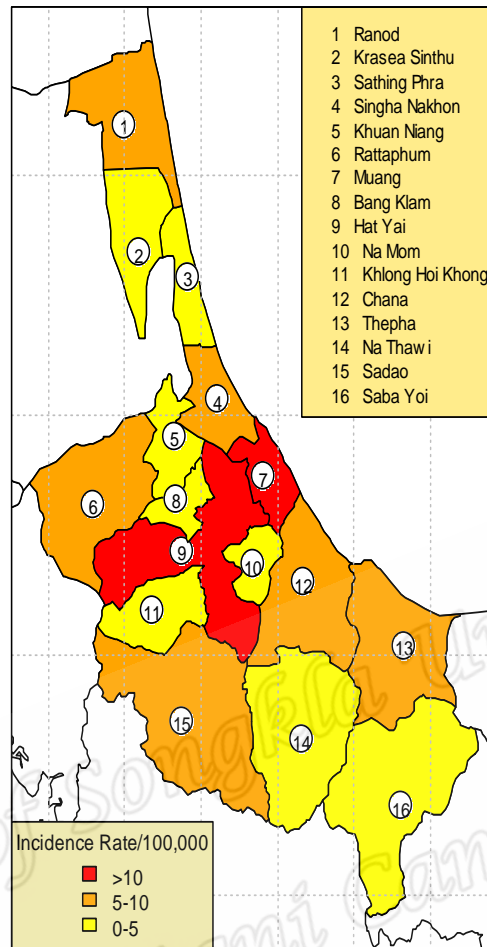 1 Ranod
2 Krasea Sinthu
3 Sathing Phra
4 Singha Nakhon
5 Khuan Niang
6 Rattaphum
7 Muang
8 Bang Klam
9 Hat Yai
10 Na Mom
11 Khlong Hoi Khong
12 Chana
13 Thepha
14 Na Thawi
15 Sadao
16 Saba Yoi
1
2
3
4
5
6
7
8
9
10
11
12
13
14
15
16
of Songkla
Incidence Rate/100,000
>10
5-10
0-5